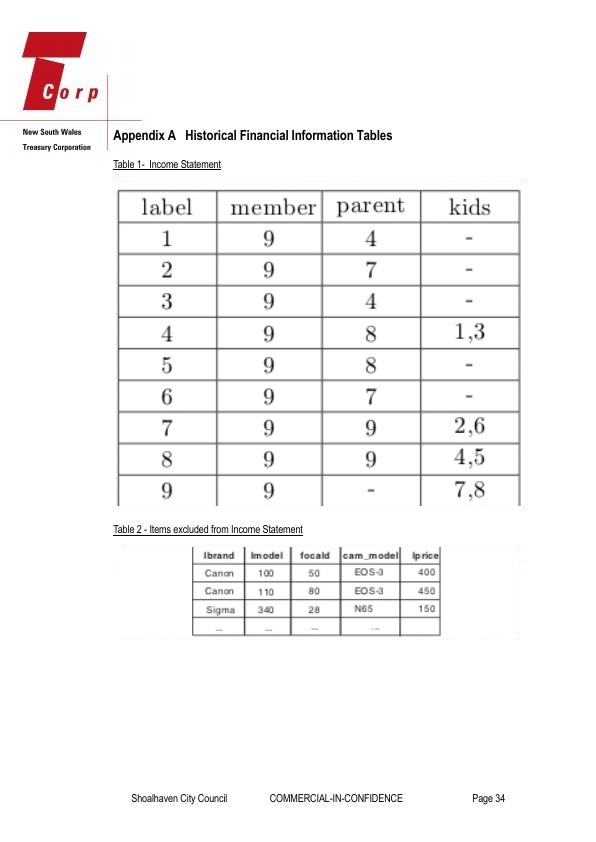 Corp
New South Wales
Treasury Corporation
Appendix A Historical Financial Information Tables
Table 1- Income Statement
label member parent kids
1 9 4 -
2 9 7 -
3 9 4 -
4 9 8 1,3
5 9 8 -
6 9 7 -
7 9 9 2,6
8 9 9 4,5
9 9 - 7,8
Table 2 - Items excluded from Income Statement
lbrand lmodel focald cam_model lprice
Canon 100 50 EOS-3 400
Canon 110 80 EOS-3 450
Sigma 340 28 N65 150
... ... ... ...
Shoalhaven City Council COMMERCIAL-IN-CONFIDENCE Page 34